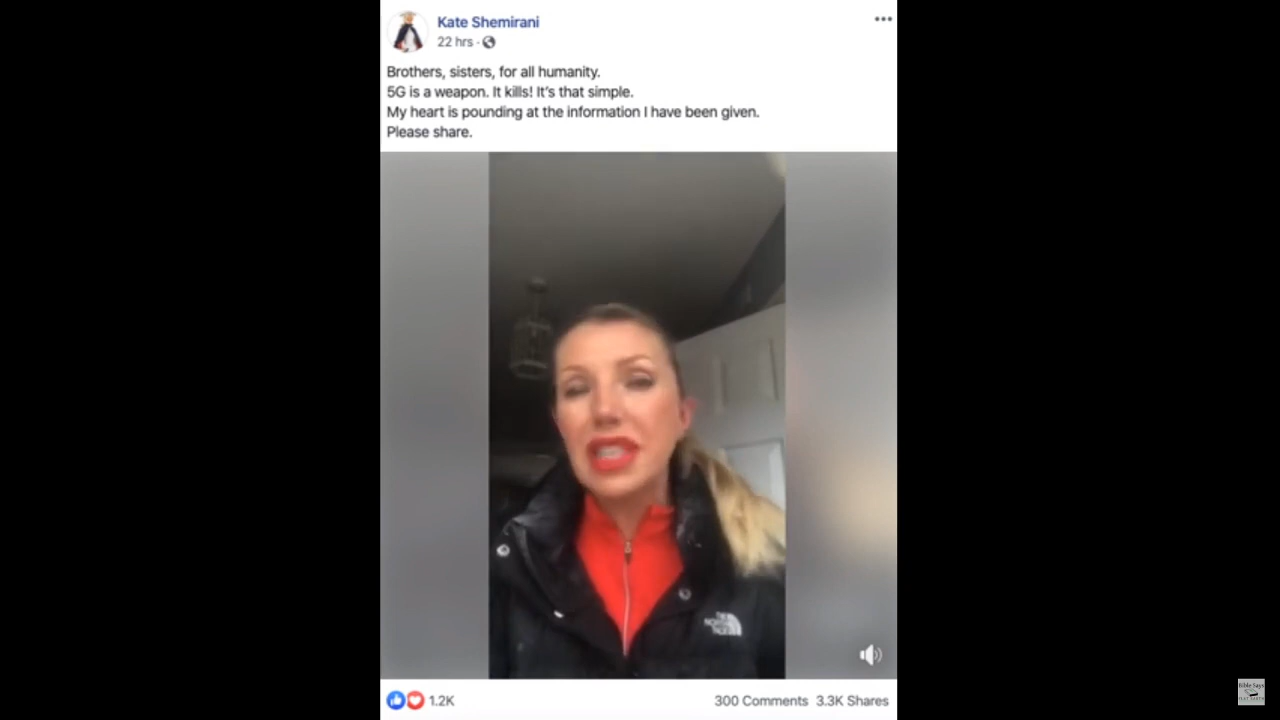 Kate Shemirani
22 hrs ·
Brothers, sisters, for all humanity.
5G is a weapon. It kills! It's that simple.
My heart is pounding at the information I have been given.
Please share.
THE
NORTH
FACE
1.2K
300 Comments 3.3K Shares
Bible Says